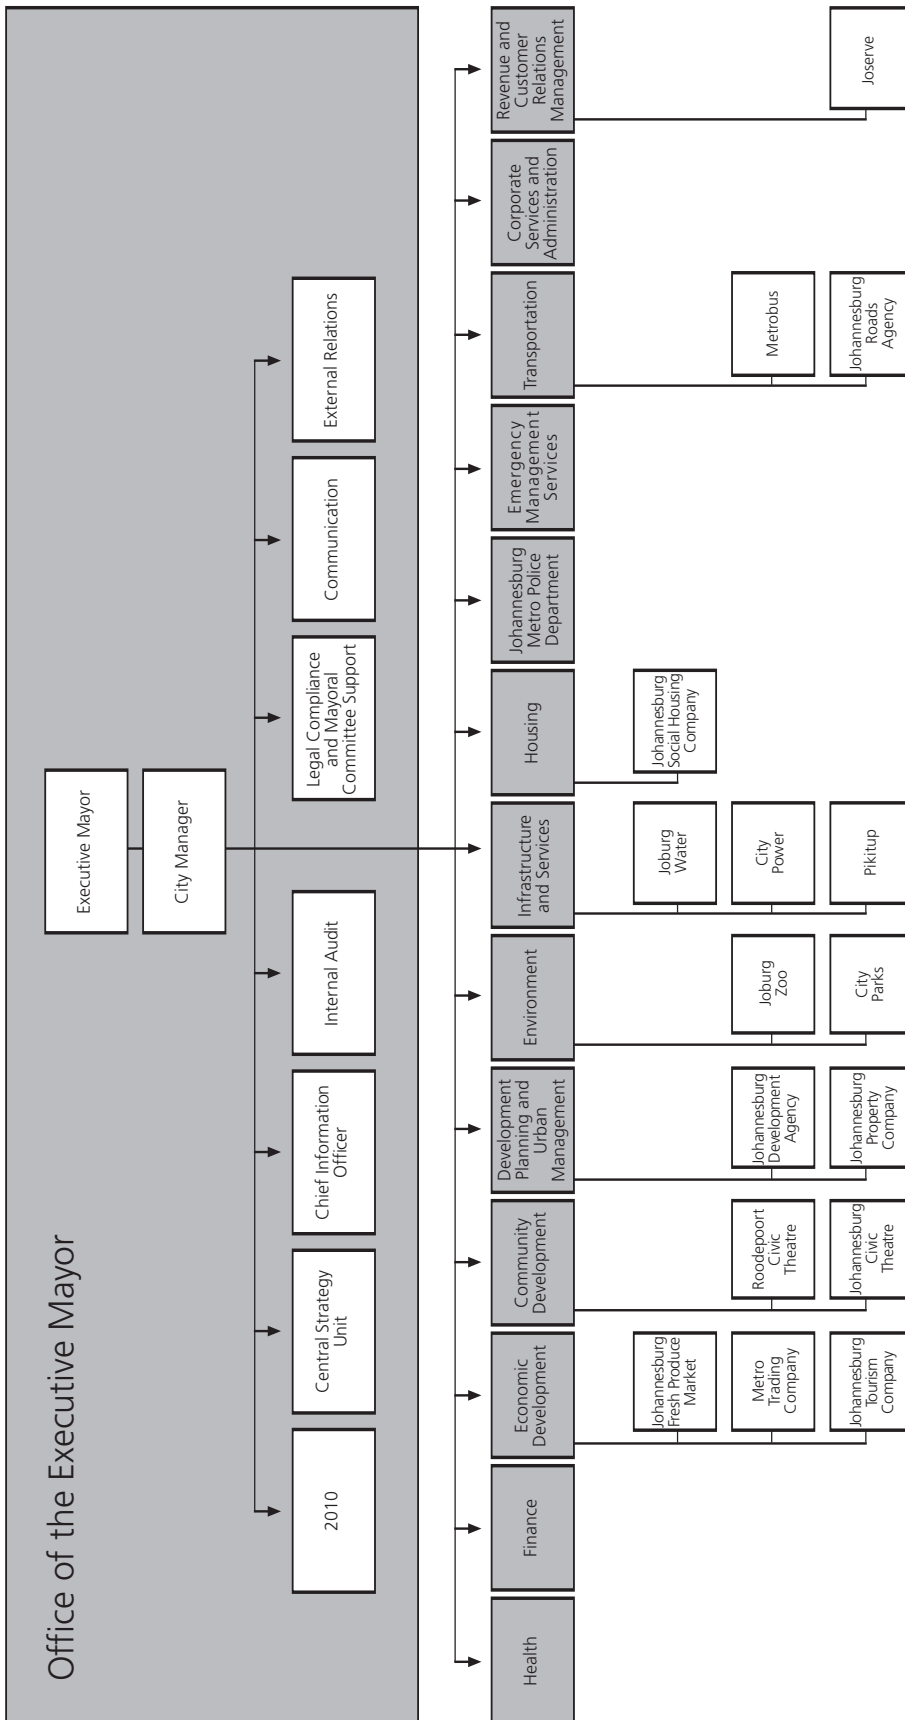 Office of the Executive Mayor
Executive Mayor
City Manager
2010
Central Strategy
Unit
Chief Information
Officer
Internal Audit
Legal Compliance
and Mayoral
Committee Support
Communication
External Relations
Health
Finance
Economic
Development
Community
Development
Development
Planning and
Urban
Management
Environment
Infrastructure
and Services
Housing
Johannesburg
Metro Police
Department
Emergency
Management
Services
Transportation
Corporate
Services and
Administration
Revenue and
Customer
Relations
Management
Johannesburg
Fresh Produce
Market
Metro
Trading
Company
Johannesburg
Tourism
Company
Roodepoort
Civic
Theatre
Johannesburg
Civic
Theatre
Johannesburg
Development
Agency
Johannesburg
Property
Company
Joburg
Zoo
City
Parks
Joburg
Water
City
Power
Pikitup
Johannesburg
Social Housing
Company
Metrobus
Johannesburg
Roads
Agency
Joserve